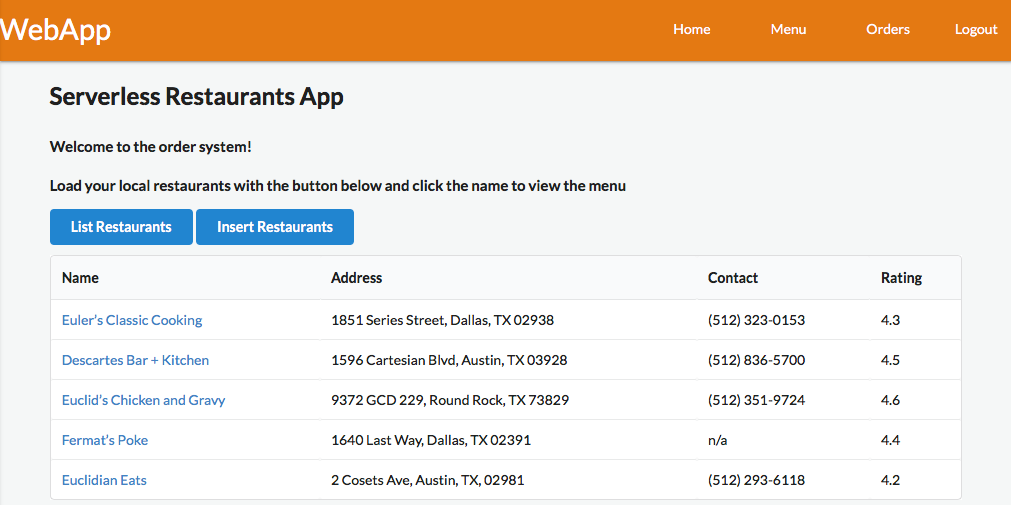 WebApp Home Menu Orders Logout
Serverless Restaurants App
Welcome to the order system!
Load your local restaurants with the button below and click the name to view the menu
List Restaurants Insert Restaurants
Name Address Contact Rating
Euler's Classic Cooking 1851 Series Street, Dallas, TX 02938 (512) 323-0153 4.3
Descartes Bar + Kitchen 1596 Cartesian Blvd, Austin, TX 03928 (512) 836-5700 4.5
Euclid's Chicken and Gravy 9372 GCD 229, Round Rock, TX 73829 (512) 351-9724 4.6
Fermat's Poke 1640 Last Way, Dallas, TX 02391 n/a 4.4
Euclidian Eats 2 Cosets Ave, Austin, TX, 02981 (512) 293-6118 4.2